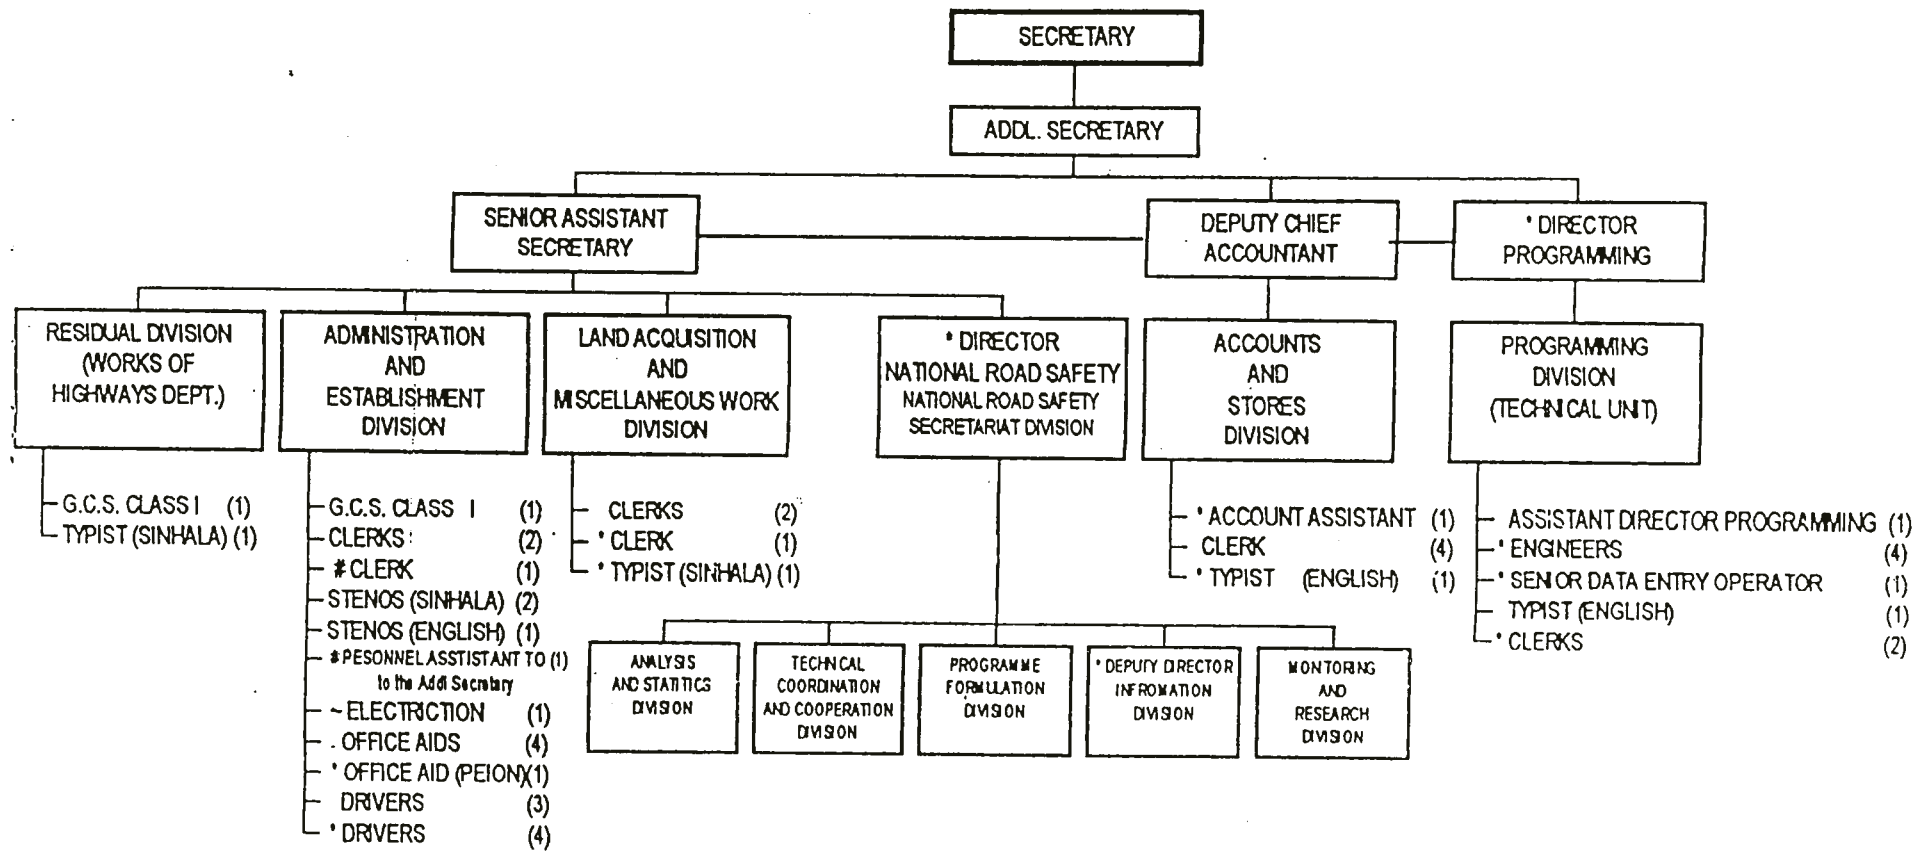 SECRETARY
ADDL. SECRETARY
SENIOR ASSISTANT
SECRETARY
DEPUTY CHIEF
ACCOUNTANT
* DIRECTOR
PROGRAMMING
RESIDUAL DIVISION
(WORKS OF
HIGHWAYS DEPT.)
ADMINISTRATION
AND
ESTABLISHMENT
DIVISION
LAND ACQUISITION
AND
MISCELLANEOUS WORK
DIVISION
* DIRECTOR
NATIONAL ROAD SAFETY
NATIONAL ROAD SAFETY
SECRETARIAT DIVISION
ACCOUNTS
AND
STORES
DIVISION
PROGRAMMING
DIVISION
(TECHNICAL UNIT)
G.C.S. CLASS I (1)
TYPIST (SINHALA) (1)
G.C.S. CLASS I (1)
CLERKS (2)
# CLERK (1)
STENOS (SINHALA) (2)
STENOS (ENGLISH) (1)
# PESONNEL ASSTISTANT TO (1)
to the Addl Secretary
~ ELECTRICTION (1)
. OFFICE AIDS (4)
* OFFICE AID (PEION) (1)
DRIVERS (3)
* DRIVERS (4)
CLERKS (2)
* CLERK (1)
* TYPIST (SINHALA) (1)
* ACCOUNT ASSISTANT (1)
CLERK (4)
* TYPIST (ENGLISH) (1)
ASSISTANT DIRECTOR PROGRAMMING (1)
* ENGINEERS (4)
* SENIOR DATA ENTRY OPERATOR (1)
TYPIST (ENGLISH) (1)
* CLERKS (2)
ANALYSIS
AND STATITICS
DIVISION
TECHNICAL
COORDINATION
AND COOPERATION
DIVISION
PROGRAMME
FORMULATION
DIVISION
* DEPUTY DIRECTOR
INFROMATION
DIVISION
MONITORING
AND
RESEARCH
DIVISION